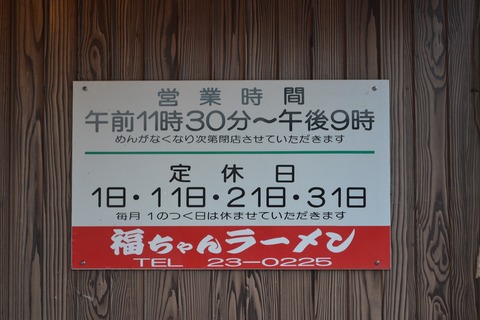 営業時間
午前11時30分～午後9時
めんがなくなり次第閉店させていただきます
定休日
1日・11日・21日・31日
毎月1のつく日は休ませていただきます
福ちゃんラーメン
TEL 23-0225